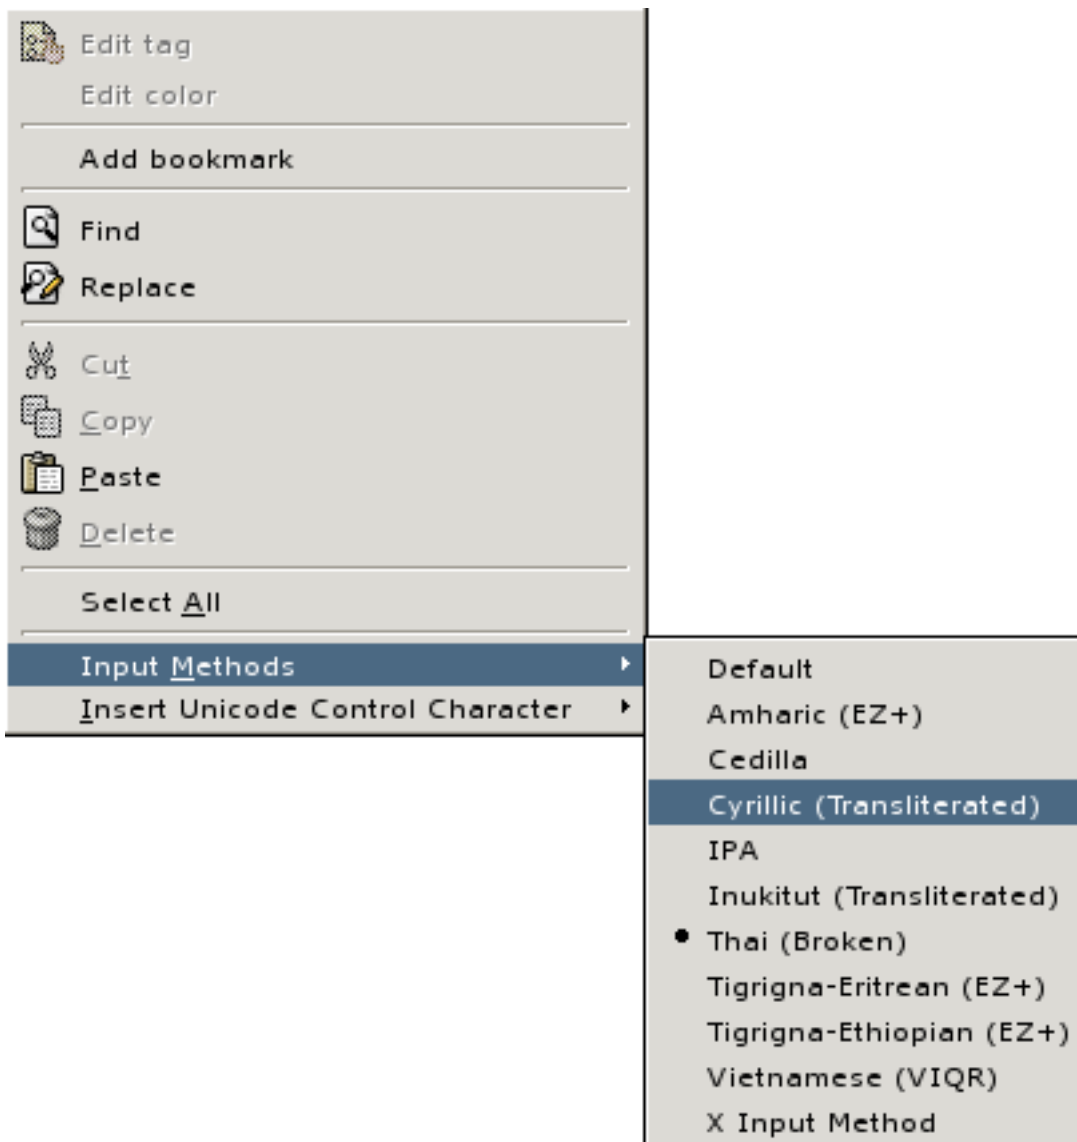 Edit tag
Edit color
Add bookmark
Find
Replace
Cut
Copy
Paste
Delete
Select All
Input Methods
Insert Unicode Control Character
Default
Amharic (EZ+)
Cedilla
Cyrillic (Transliterated)
IPA
Inukitut (Transliterated)
Thai (Broken)
Tigrigna-Eritrean (EZ+)
Tigrigna-Ethiopian (EZ+)
Vietnamese (VIQR)
X Input Method